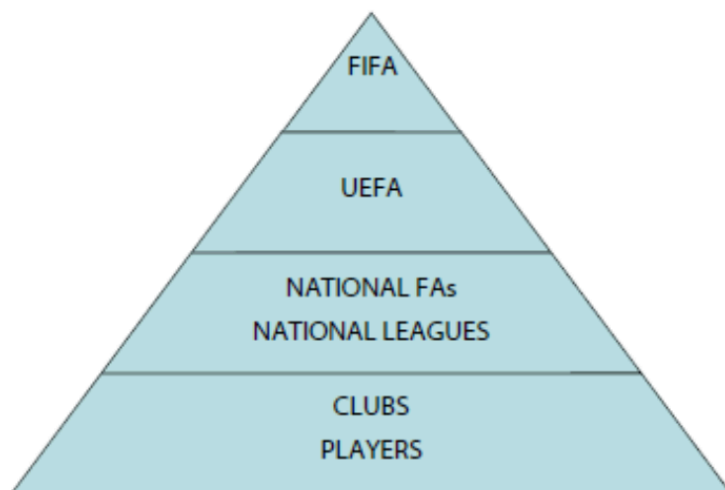 FIFA
UEFA
NATIONAL FAs
NATIONAL LEAGUES
CLUBS
PLAYERS